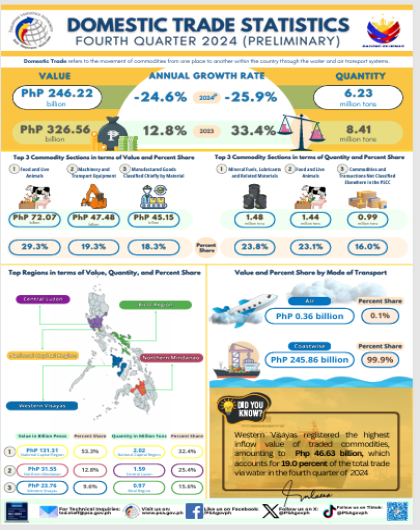 DOMESTIC TRADE STATISTICS
FOURTH QUARTER 2024 (PRELIMINARY)
Domestic Trade refers to the movement of commodities from one place to another within the country through the water and air transport systems.
VALUE
ANNUAL GROWTH RATE
QUANTITY
PhP 246.22
billion
-24.6%
2024
-25.9%
6.23
million tons
PhP 326.56
billion
12.8%
2023
33.4%
8.41
million tons
Top 3 Commodity Sections in terms of Value and Percent Share
Top 3 Commodity Sections in terms of Quantity and Percent Share
1 Food and Live
Animals
2 Machinery and
Transport Equipment
3 Manufactured Goods
Classified Chiefly by Material
1 Mineral Fuels, Lubricants
and Related Materials
2 Food and Live
Animals
3 Commodities and
Transactions Not Classified
Elsewhere in the PSCC
PhP 72.07
billion
PhP 47.48
billion
PhP 45.15
billion
1.48
million tons
1.44
million tons
0.99
million tons
29.3%
19.3%
18.3%
Percent
Share
23.8%
23.1%
16.0%
Top Regions in terms of Value, Quantity, and Percent Share
Value and Percent Share by Mode of Transport
Central Luzon
Bicol Region
National Capital Region
Northern Mindanao
Western Visayas
Air
Percent Share
PhP 0.36 billion
0.1%
Coastwise
Percent Share
PhP 245.86 billion
99.9%
DID YOU
KNOW?
Western Visayas registered the highest
inflow value of traded commodities,
amounting to Php 46.63 billion, which
accounts for 19.0 percent of the total trade
via water in the fourth quarter of 2024
Value in Billion Pesos
Percent Share
Quantity in Million Tons
Percent Share
1
PhP 131.31
National Capital Region
53.3%
2.02
National Capital Region
32.4%
2
PhP 31.55
Northern Mindanao
12.8%
1.59
Central Luzon
25.4%
3
PhP 23.76
Western Visayas
9.6%
0.97
Bicol Region
15.6%
For Technical Inquiries:
Visit us on:
www.psa.gov.ph
Like us on Facebook:
Follow us on X:
Follow us on Tiktok: